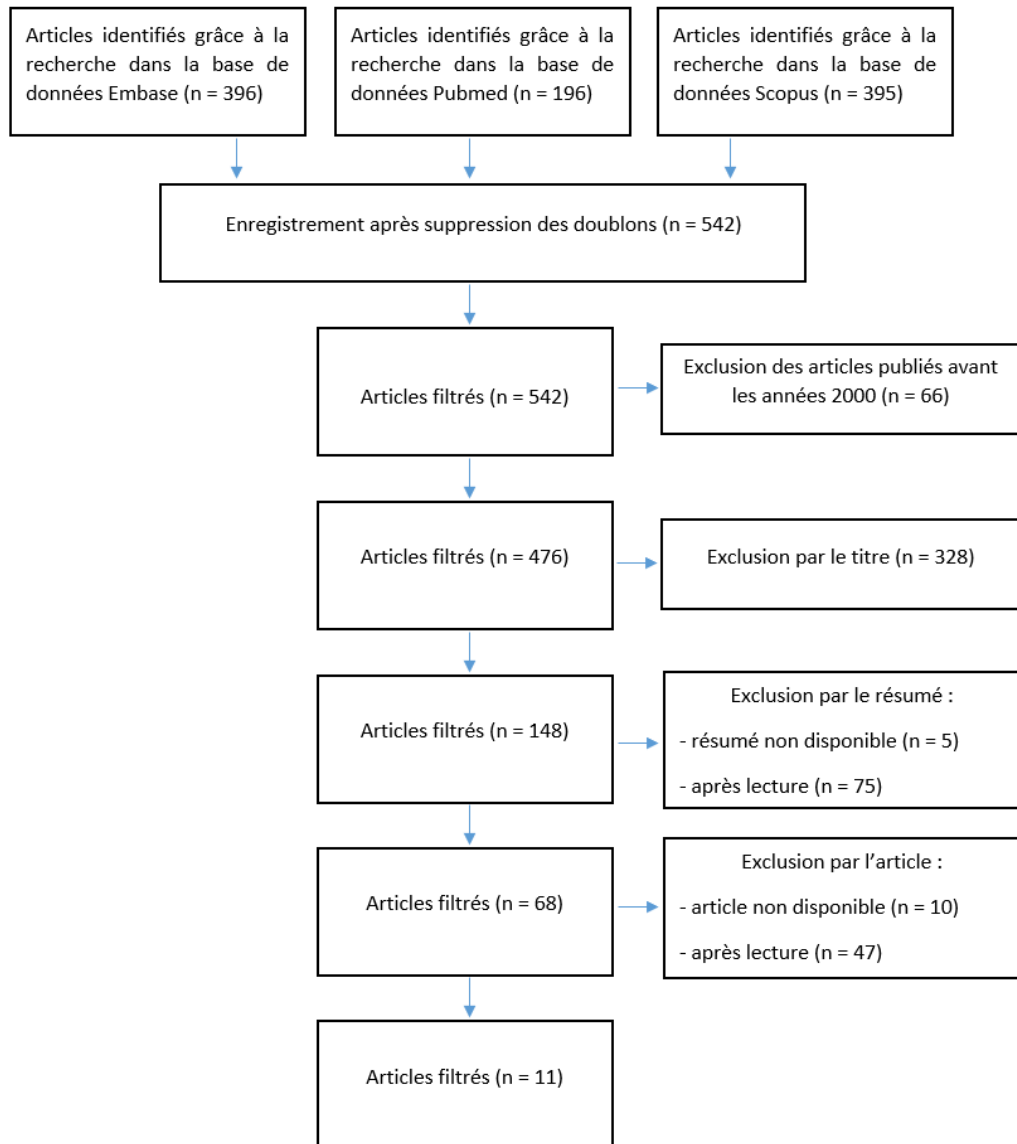 Articles identifiés grâce à la
recherche dans la base de
données Embase (n = 396)
Articles identifiés grâce à la
recherche dans la base de
données Pubmed (n = 196)
Articles identifiés grâce à la
recherche dans la base de
données Scopus (n = 395)
Enregistrement après suppression des doublons (n = 542)
Articles filtrés (n = 542)
Exclusion des articles publiés avant
les années 2000 (n = 66)
Articles filtrés (n = 476)
Exclusion par le titre (n = 328)
Articles filtrés (n = 148)
Exclusion par le résumé :
- résumé non disponible (n = 5)
- après lecture (n = 75)
Articles filtrés (n = 68)
Exclusion par l’article :
- article non disponible (n = 10)
- après lecture (n = 47)
Articles filtrés (n = 11)